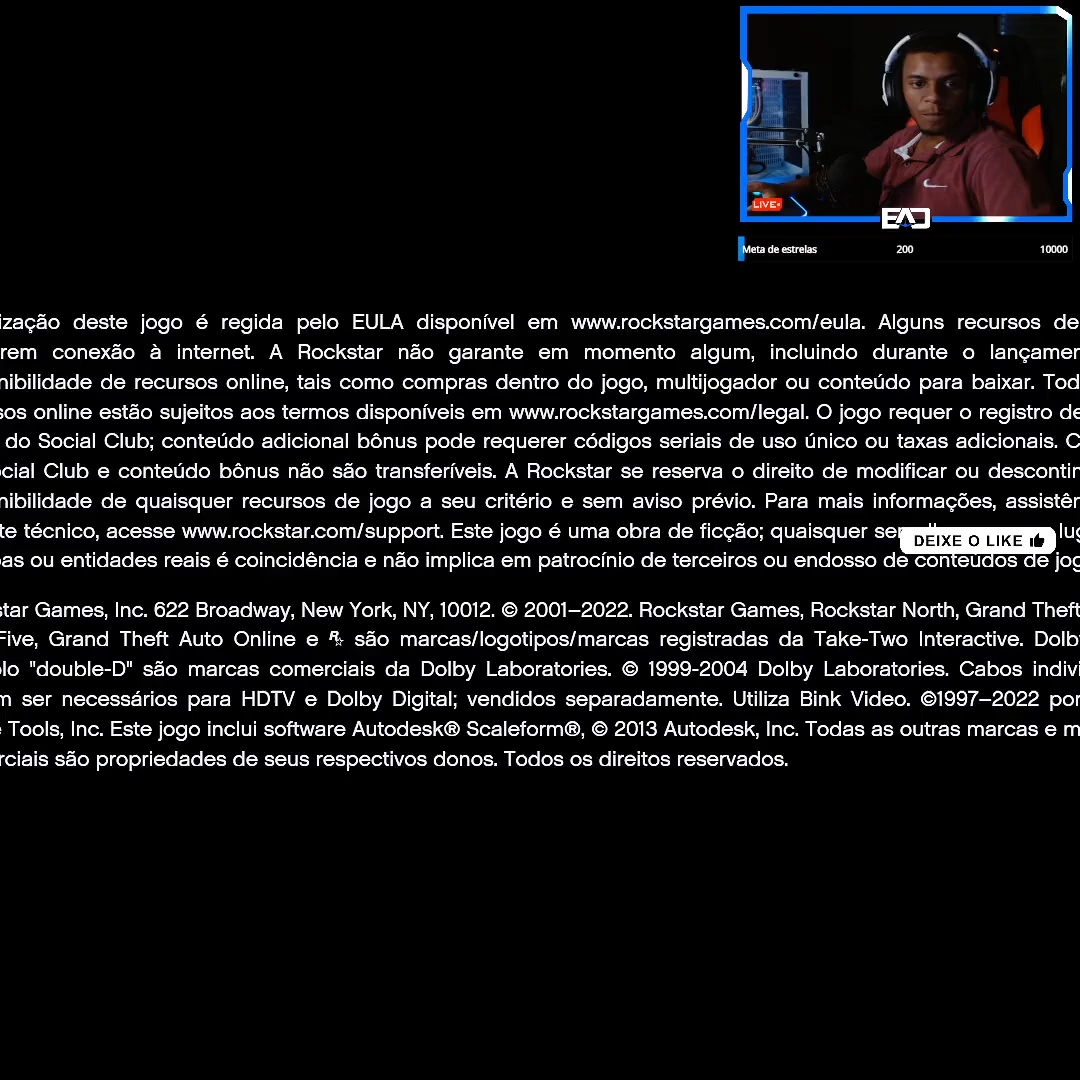 LIVE
EAD
Meta de estrelas 200 10000
ização deste jogo é regida pelo EULA disponível em www.rockstargames.com/eula. Alguns recursos de
rem conexão à internet. A Rockstar não garante em momento algum, incluindo durante o lançamen
nibilidade de recursos online, tais como compras dentro do jogo, multijogador ou conteúdo para baixar. Tod
sos online estão sujeitos aos termos disponíveis em www.rockstargames.com/legal. O jogo requer o registro de
do Social Club; conteúdo adicional bônus pode requerer códigos seriais de uso único ou taxas adicionais. C
ocial Club e conteúdo bônus não são transferíveis. A Rockstar se reserva o direito de modificar ou descontin
nibilidade de quaisquer recursos de jogo a seu critério e sem aviso prévio. Para mais informações, assistên
te técnico, acesse www.rockstar.com/support. Este jogo é uma obra de ficção; quaisquer se lug
DEIXE O LIKE
oas ou entidades reais é coincidência e não implica em patrocínio de terceiros ou endosso de conteúdos de jog
star Games, Inc. 622 Broadway, New York, NY, 10012. © 2001–2022. Rockstar Games, Rockstar North, Grand Theft
Five, Grand Theft Auto Online e R* são marcas/logotipos/marcas registradas da Take-Two Interactive. Dolb
olo "double-D" são marcas comerciais da Dolby Laboratories. © 1999-2004 Dolby Laboratories. Cabos indivi
m ser necessários para HDTV e Dolby Digital; vendidos separadamente. Utiliza Bink Video. ©1997–2022 por
e Tools, Inc. Este jogo inclui software Autodesk® Scaleform®, © 2013 Autodesk, Inc. Todas as outras marcas e m
rciais são propriedades de seus respectivos donos. Todos os direitos reservados.